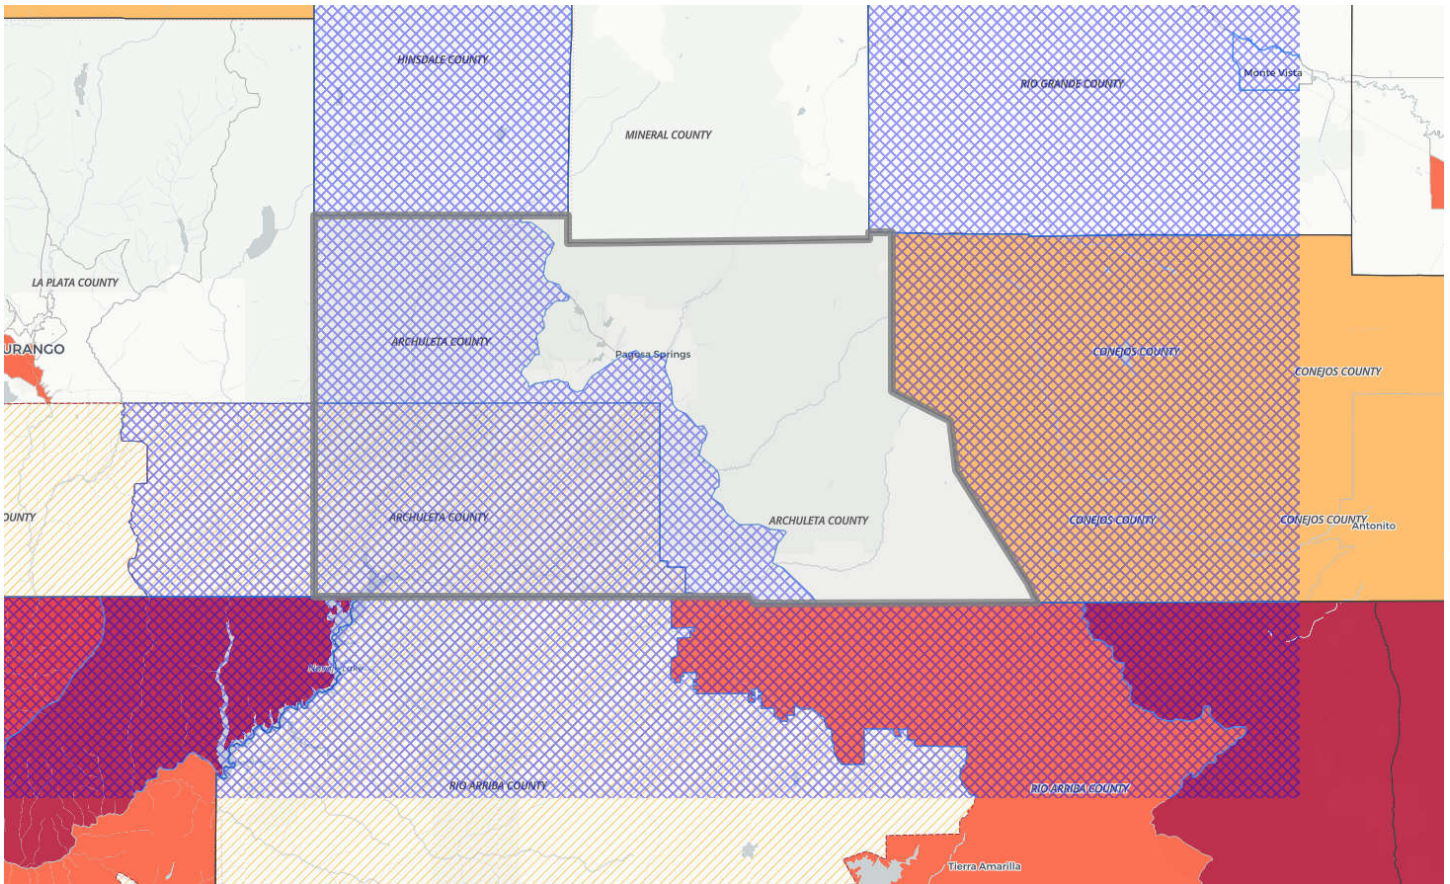 HINSDALE COUNTY
Monte Vista
RIO GRANDE COUNTY
MINERAL COUNTY
LA PLATA COUNTY
ARCHULETA COUNTY
URANGO
Pagosa Springs
CONEJOS COUNTY
CONEJOS COUNTY
OUNTY
ARCHULETA COUNTY
ARCHULETA COUNTY
CONEJOS COUNTY
CONEJOS COUNTY
Antonito
Navajo Lake
RIO ARRIBA COUNTY
RIO ARRIBA COUNTY
Tierra Amarilla